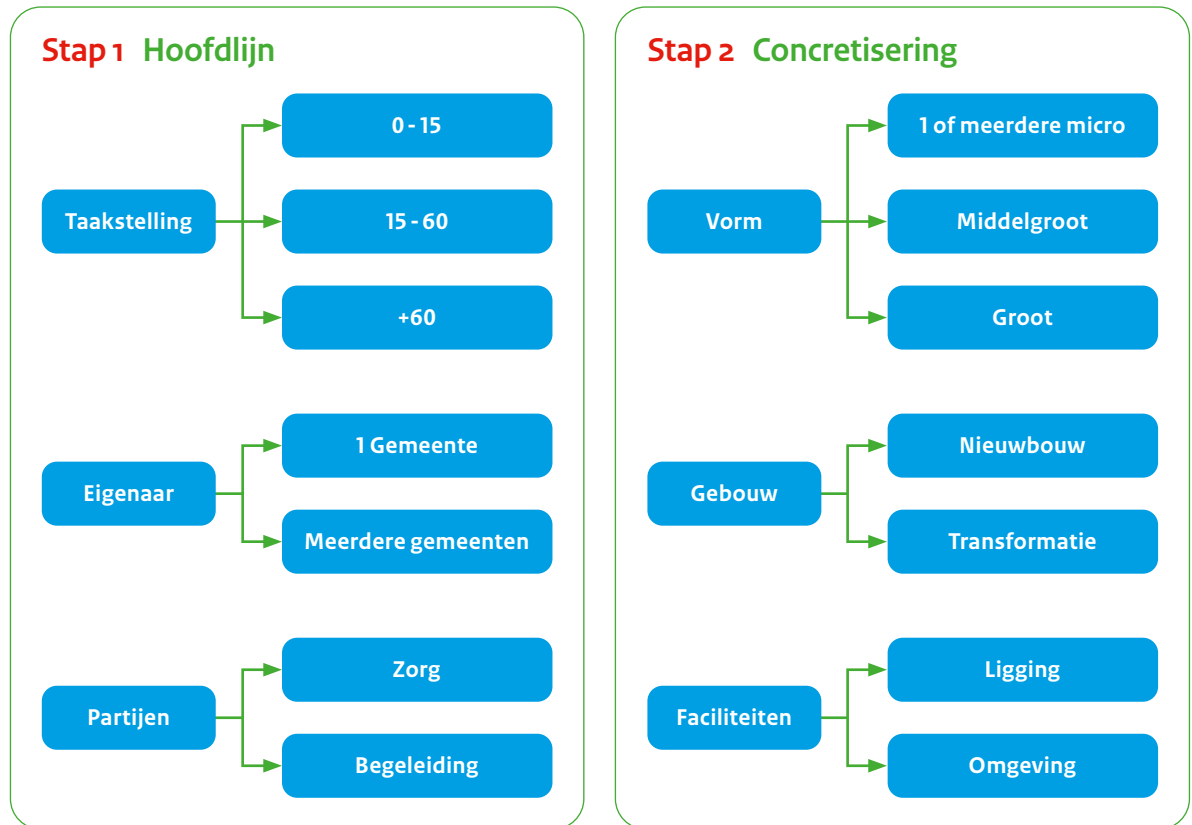 Stap 1 Hoofdlijn
0 - 15
Taakstelling
15 - 60
+60
1 Gemeente
Eigenaar
Meerdere gemeenten
Zorg
Partijen
Begeleiding
Stap 2 Concretisering
1 of meerdere micro
Vorm
Middelgroot
Groot
Nieuwbouw
Gebouw
Transformatie
Ligging
Faciliteiten
Omgeving